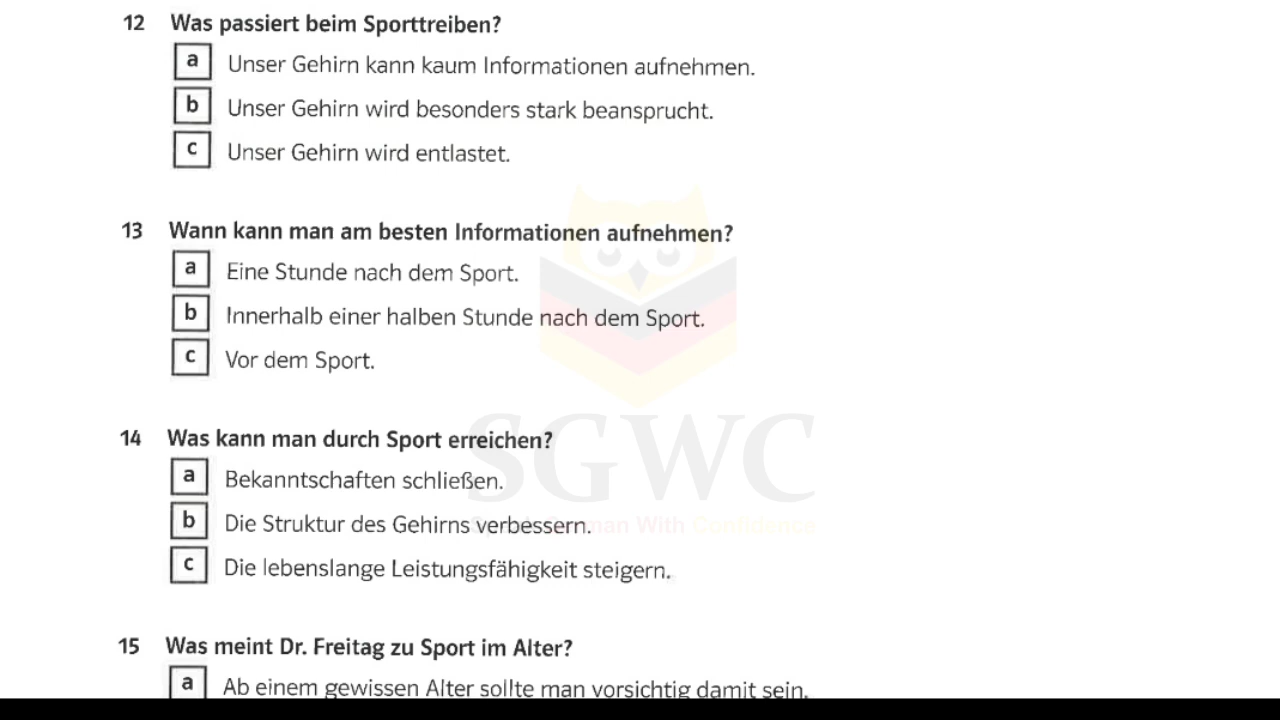 12 Was passiert beim Sporttreiben?
a Unser Gehirn kann kaum Informationen aufnehmen.
b Unser Gehirn wird besonders stark beansprucht.
c Unser Gehirn wird entlastet.
13 Wann kann man am besten Informationen aufnehmen?
a Eine Stunde nach dem Sport.
b Innerhalb einer halben Stunde nach dem Sport.
c Vor dem Sport.
14 Was kann man durch Sport erreichen?
a Bekanntschaften schließen.
SGWC
b Die Struktur des Gehirns verbessern.
With Confidence
c Die lebenslange Leistungsfähigkeit steigern.
15 Was meint Dr. Freitag zu Sport im Alter?
a Ab einem gewissen Alter sollte man vorsichtig damit sein.